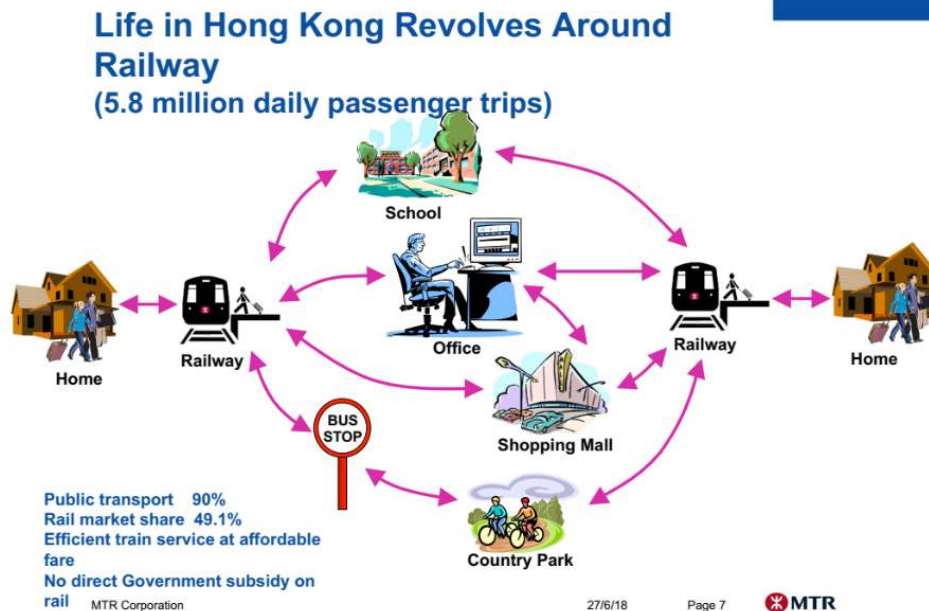 Life in Hong Kong Revolves Around
Railway
(5.8 million daily passenger trips)
School
Office
Railway
Railway
Home
Home
BUS
STOP
Shopping Mall
Country Park
Public transport 90%
Rail market share 49.1%
Efficient train service at affordable
fare
No direct Government subsidy on
rail
MTR Corporation
27/6/18
Page 7
MTR